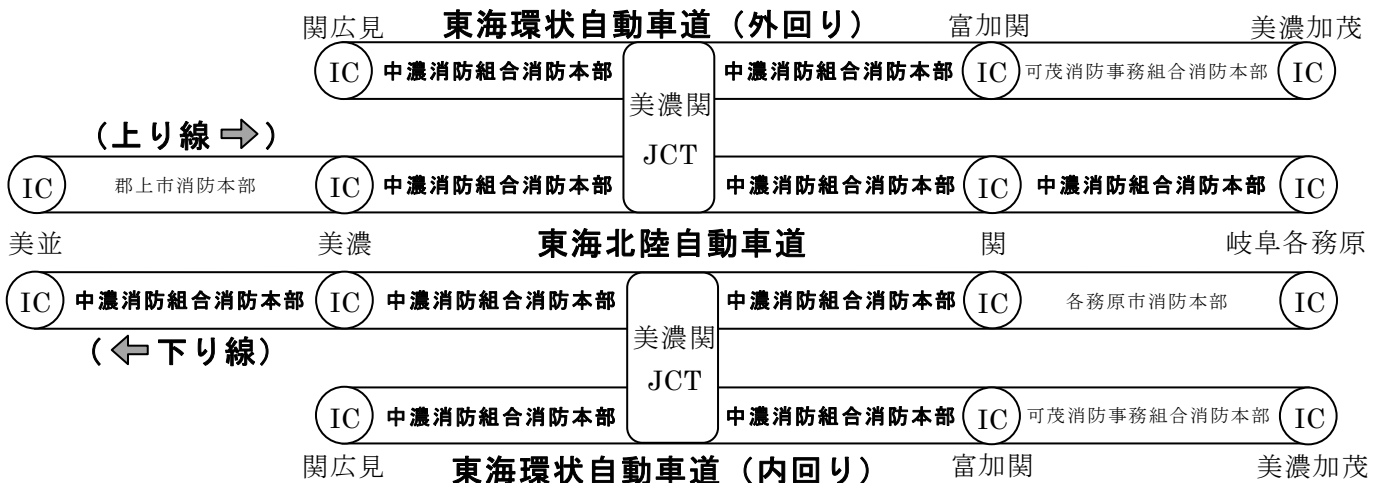 関広見 東海環状自動車道(外回り) 富加関 美濃加茂
IC 中濃消防組合消防本部 中濃消防組合消防本部 IC 可茂消防事務組合消防本部 IC
美濃関
JCT
(上り線⇨)
IC 郡上市消防本部 IC 中濃消防組合消防本部 中濃消防組合消防本部 IC 中濃消防組合消防本部 IC
美並 美濃 東海北陸自動車道 関 岐阜各務原
IC 中濃消防組合消防本部 IC 中濃消防組合消防本部 中濃消防組合消防本部 IC 各務原市消防本部 IC
(⇦下り線)
美濃関
JCT
IC 中濃消防組合消防本部 中濃消防組合消防本部 IC 可茂消防事務組合消防本部 IC
関広見 東海環状自動車道(内回り) 富加関 美濃加茂